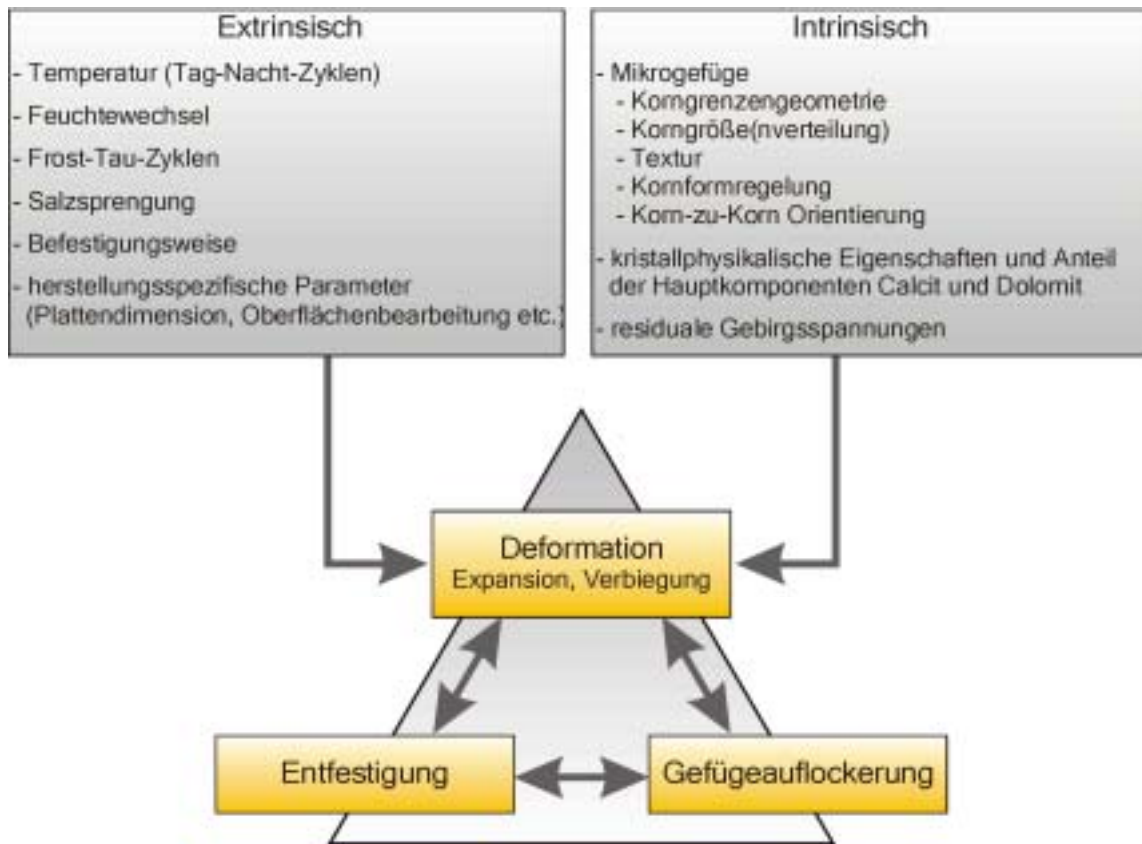 Extrinsisch
- Temperatur (Tag-Nacht-Zyklen)
- Feuchtewechsel
- Frost-Tau-Zyklen
- Salzsprengung
- Befestigungsweise
- herstellungsspezifische Parameter
(Plattendimension, Oberflächenbearbeitung etc.)
Intrinsisch
- Mikrogefüge
- Korngrenzengeometrie
- Korngröße(nverteilung)
- Textur
- Kornformregelung
- Korn-zu-Korn Orientierung
- kristallphysikalische Eigenschaften und Anteil
der Hauptkomponenten Calcit und Dolomit
- residuale Gebirgsspannungen
Deformation
Expansion, Verbiegung
Entfestigung
Gefügeauflockerung